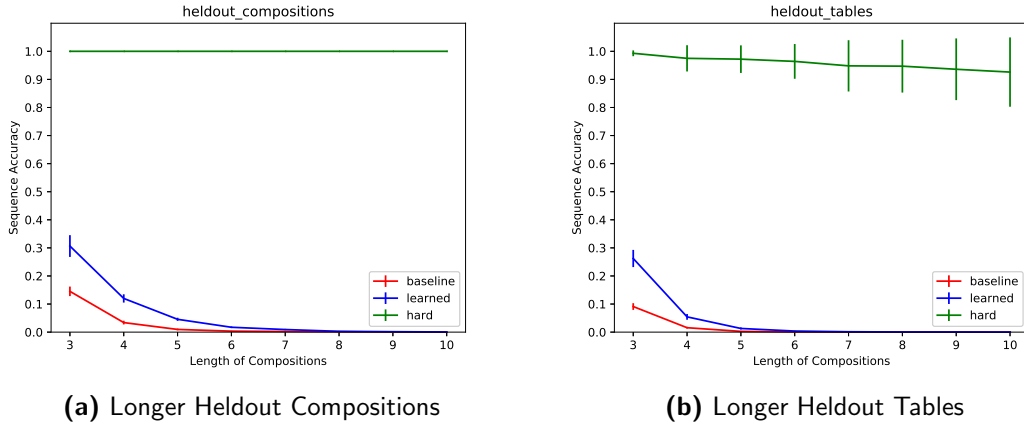 heldout_compositions
1.0
0.9
0.8
0.7
0.6
0.5
0.4
0.3
0.2
0.1
0.0
Sequence Accuracy
3 4 5 6 7 8 9 10
Length of Compositions
baseline
learned
hard
(a) Longer Heldout Compositions
heldout_tables
1.0
0.9
0.8
0.7
0.6
0.5
0.4
0.3
0.2
0.1
0.0
Sequence Accuracy
3 4 5 6 7 8 9 10
Length of Compositions
baseline
learned
hard
(b) Longer Heldout Tables